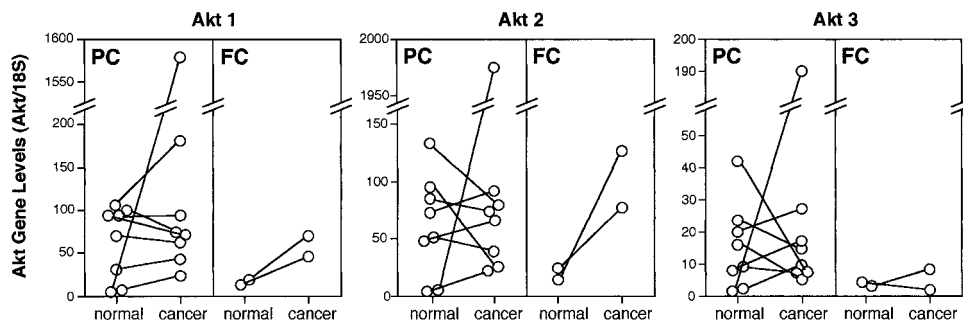 Akt 1
Akt 2
Akt 3
Akt Gene Levels (Akt/18S)
1600
1550
200
150
100
50
0
PC
FC
normal cancer normal cancer
2000
1950
150
100
50
0
PC
FC
normal cancer normal cancer
200
190
50
40
30
20
10
0
PC
FC
normal cancer normal cancer